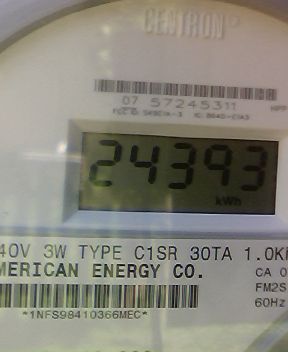 CENTRON
07 57245311
24393
kWh
40V 3W TYPE C1SR 30TA 1.0K
MERICAN ENERGY CO.
CA 0
FM2S
60Hz
*1NFS98410366MEC*